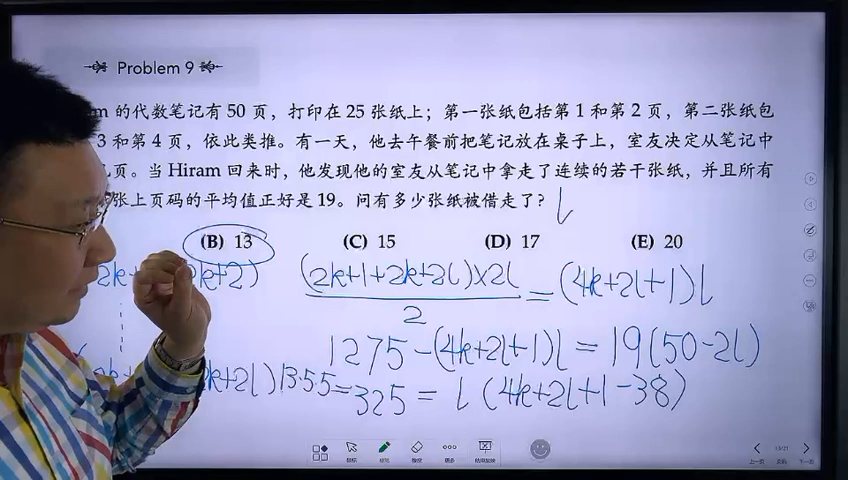 Problem 9
m 的代数笔记有 50 页，打印在 25 张纸上；第一张纸包括第 1 和第 2 页，第二张纸包
3 和第 4 页，依此类推。有一天，他去午餐前把笔记放在桌子上，室友决定从笔记中
页。当 Hiram 回来时，他发现他的室友从笔记中拿走了连续的若干张纸，并且所有
张上页码的平均值正好是 19。问有多少张纸被借走了？
(B) 13 (C) 15 (D) 17 (E) 20
(2k+1+2k+2l)×2l / 2 = (4k+2l+1)l
1275-(4k+2l+1)l = 19(50-2l)
k+2l) 13·5·5=325 = l(4k+2l+1-38)